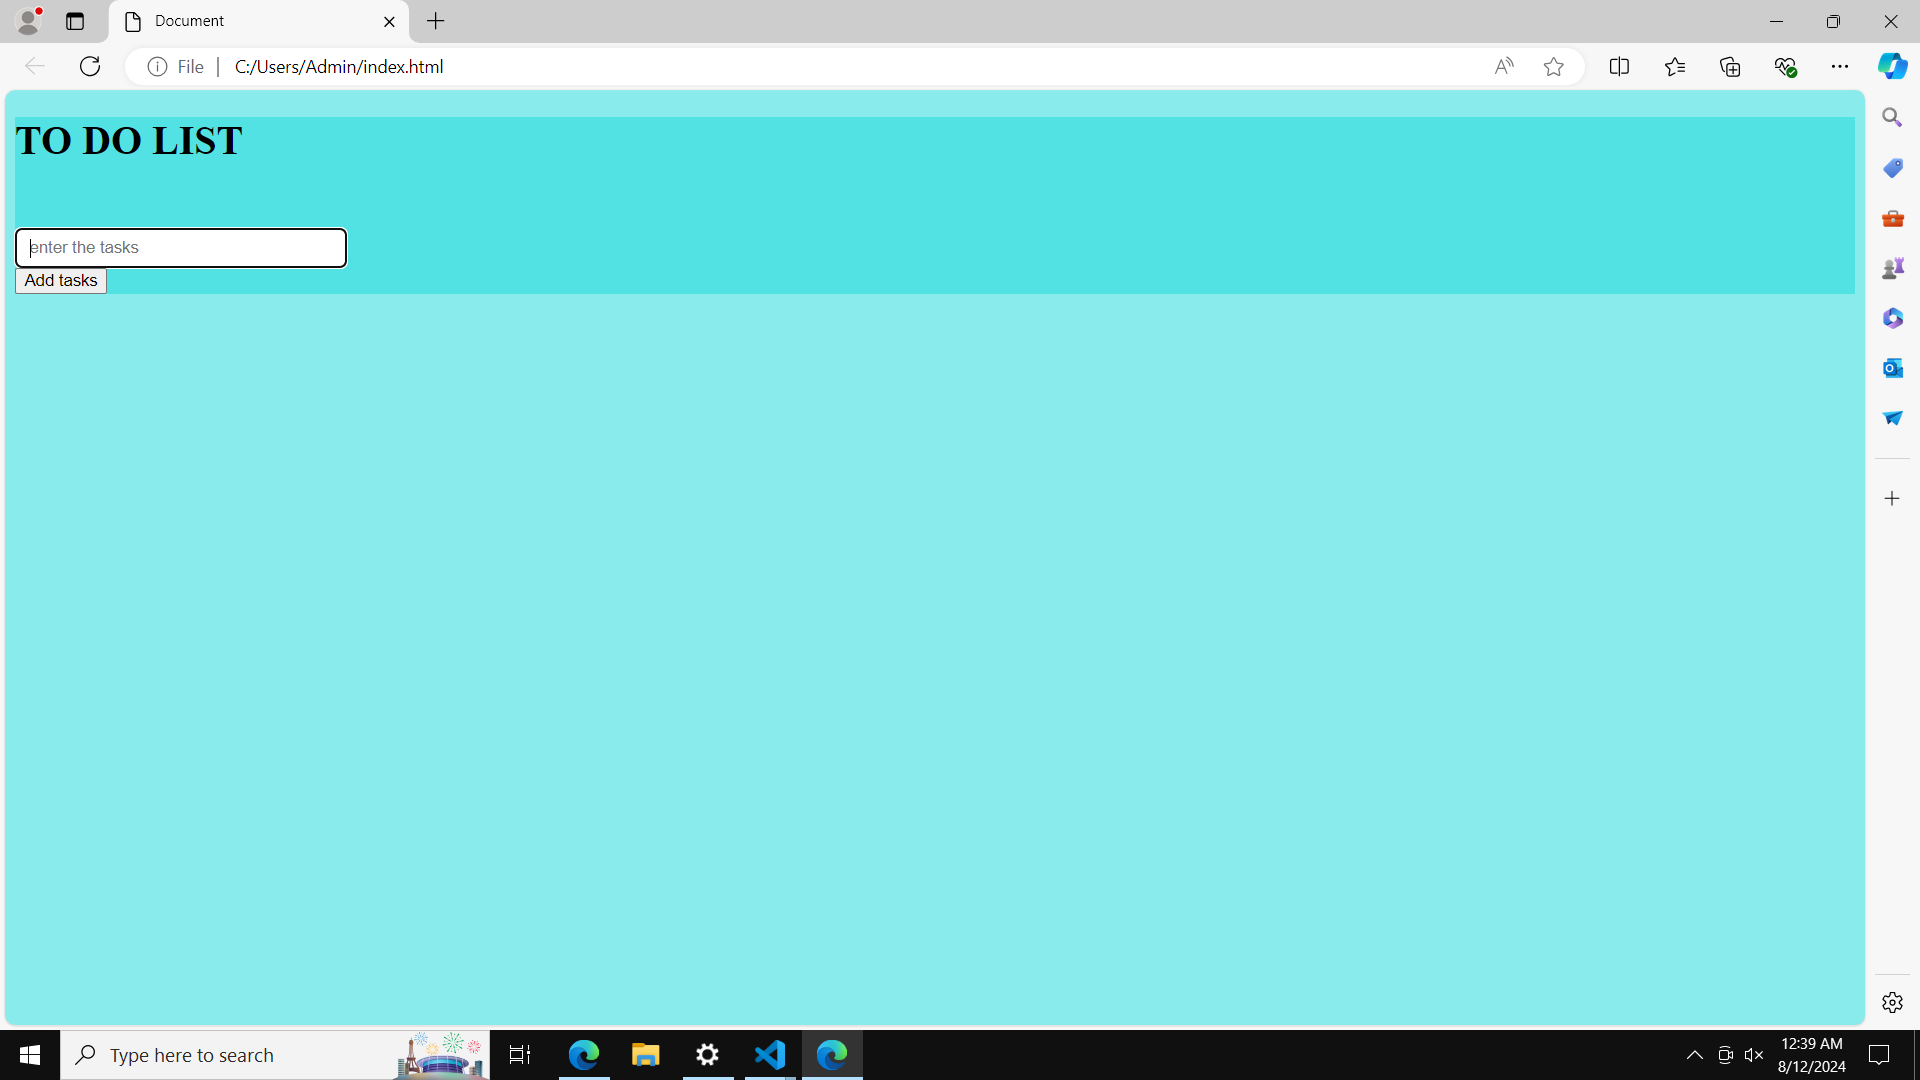 Document
File
C:/Users/Admin/index.html
TO DO LIST
enter the tasks
Add tasks
Type here to search
12:39 AM
8/12/2024